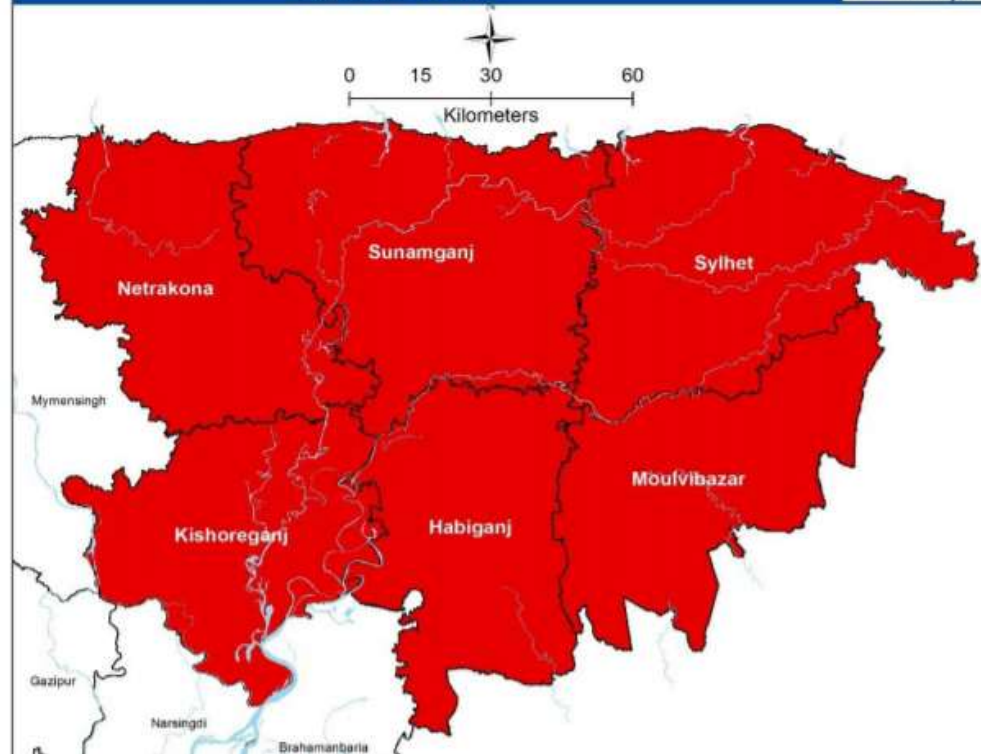 0 15 30 60
Kilometers
Sunamganj
Sylhet
Netrakona
Mymensingh
Moulvibazar
Habiganj
Kishoreganj
Gazipur
Narsingdi
Brahamanbaria